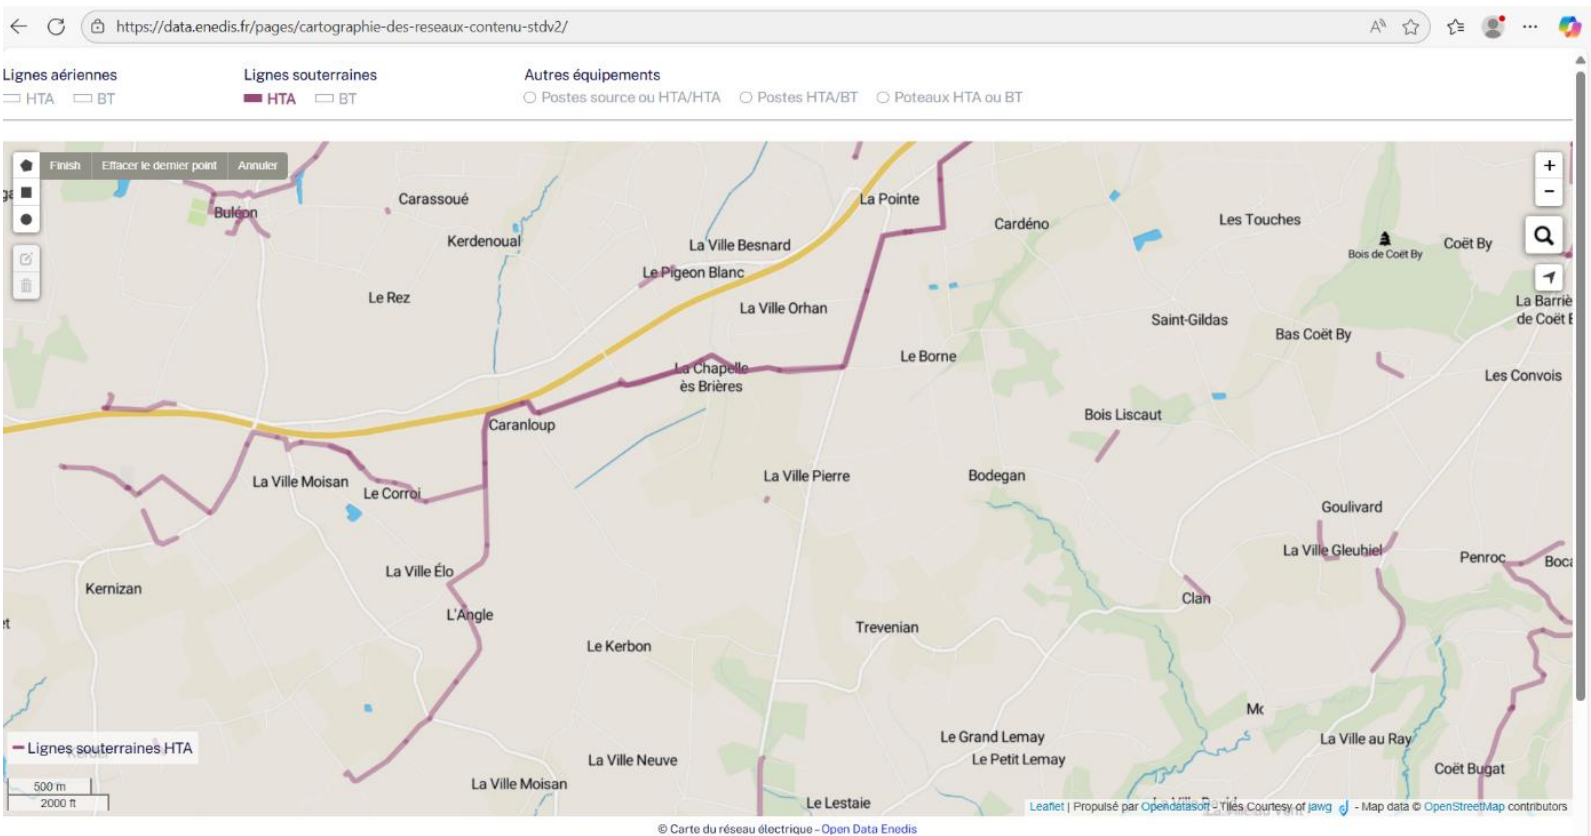 https://data.enedis.fr/pages/cartographie-des-reseaux-contenu-stdv2/
Lignes aériennes
HTA BT
Lignes souterraines
HTA BT
Autres équipements
Postes source ou HTA/HTA Postes HTA/BT Poteaux HTA ou BT
Finish Effacer le dernier point Annuler
+
−
Buléon
Carassoué
Kerdenoual
La Pointe
Cardéno
Les Touches
Coët By
Bois de Coët By
La Ville Besnard
Le Pigeon Blanc
Le Rez
La Ville Orhan
Saint-Gildas
Bas Coët By
La Barriè
de Coët B
La Chapelle
ès Brières
Le Borne
Les Convois
Caranloup
Bois Liscaut
La Ville Moisan
Le Corroi
La Ville Pierre
Bodegan
Goulivard
La Ville Gleuhiel
Penroc
Boca
La Ville Élo
Kernizan
L'Angle
Clan
et
Le Kerbon
Trevenian
Mo
Le Grand Lemay
Le Petit Lemay
La Ville au Ray
Lignes souterraines HTA
La Ville Neuve
Coët Bugat
La Ville Moisan
500 m
2000 ft
Le Lestaie
Leaflet | Propulsé par Opendatasoft - Tiles Courtesy of jawg - Map data © OpenStreetMap contributors
© Carte du réseau électrique - Open Data Enedis